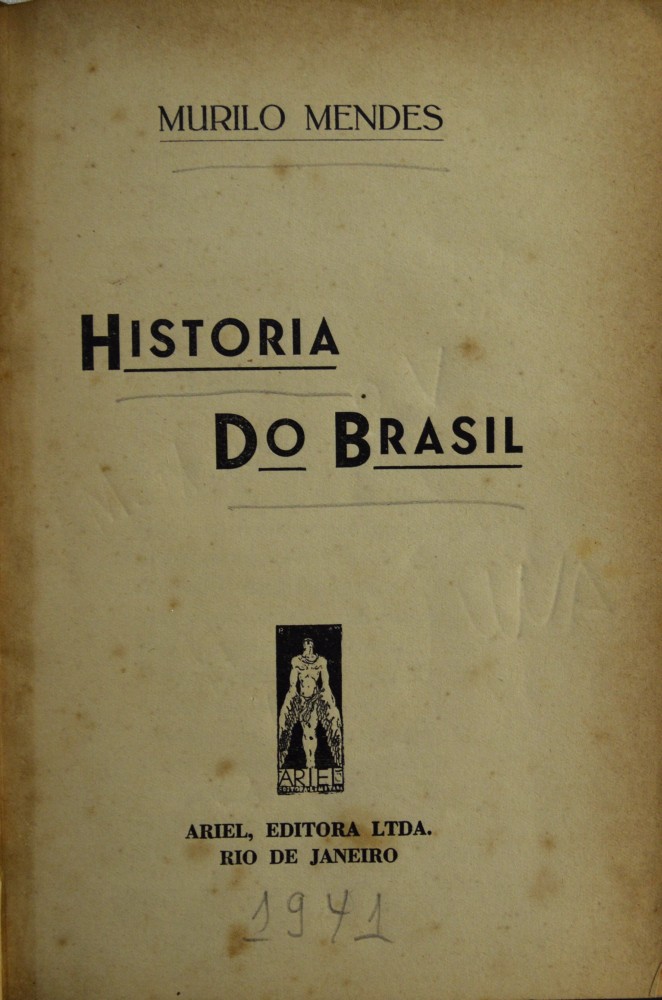 MURILO MENDES
HISTORIA
DO BRASIL
ARIEL
ARIEL, EDITORA LTDA.
RIO DE JANEIRO
1941